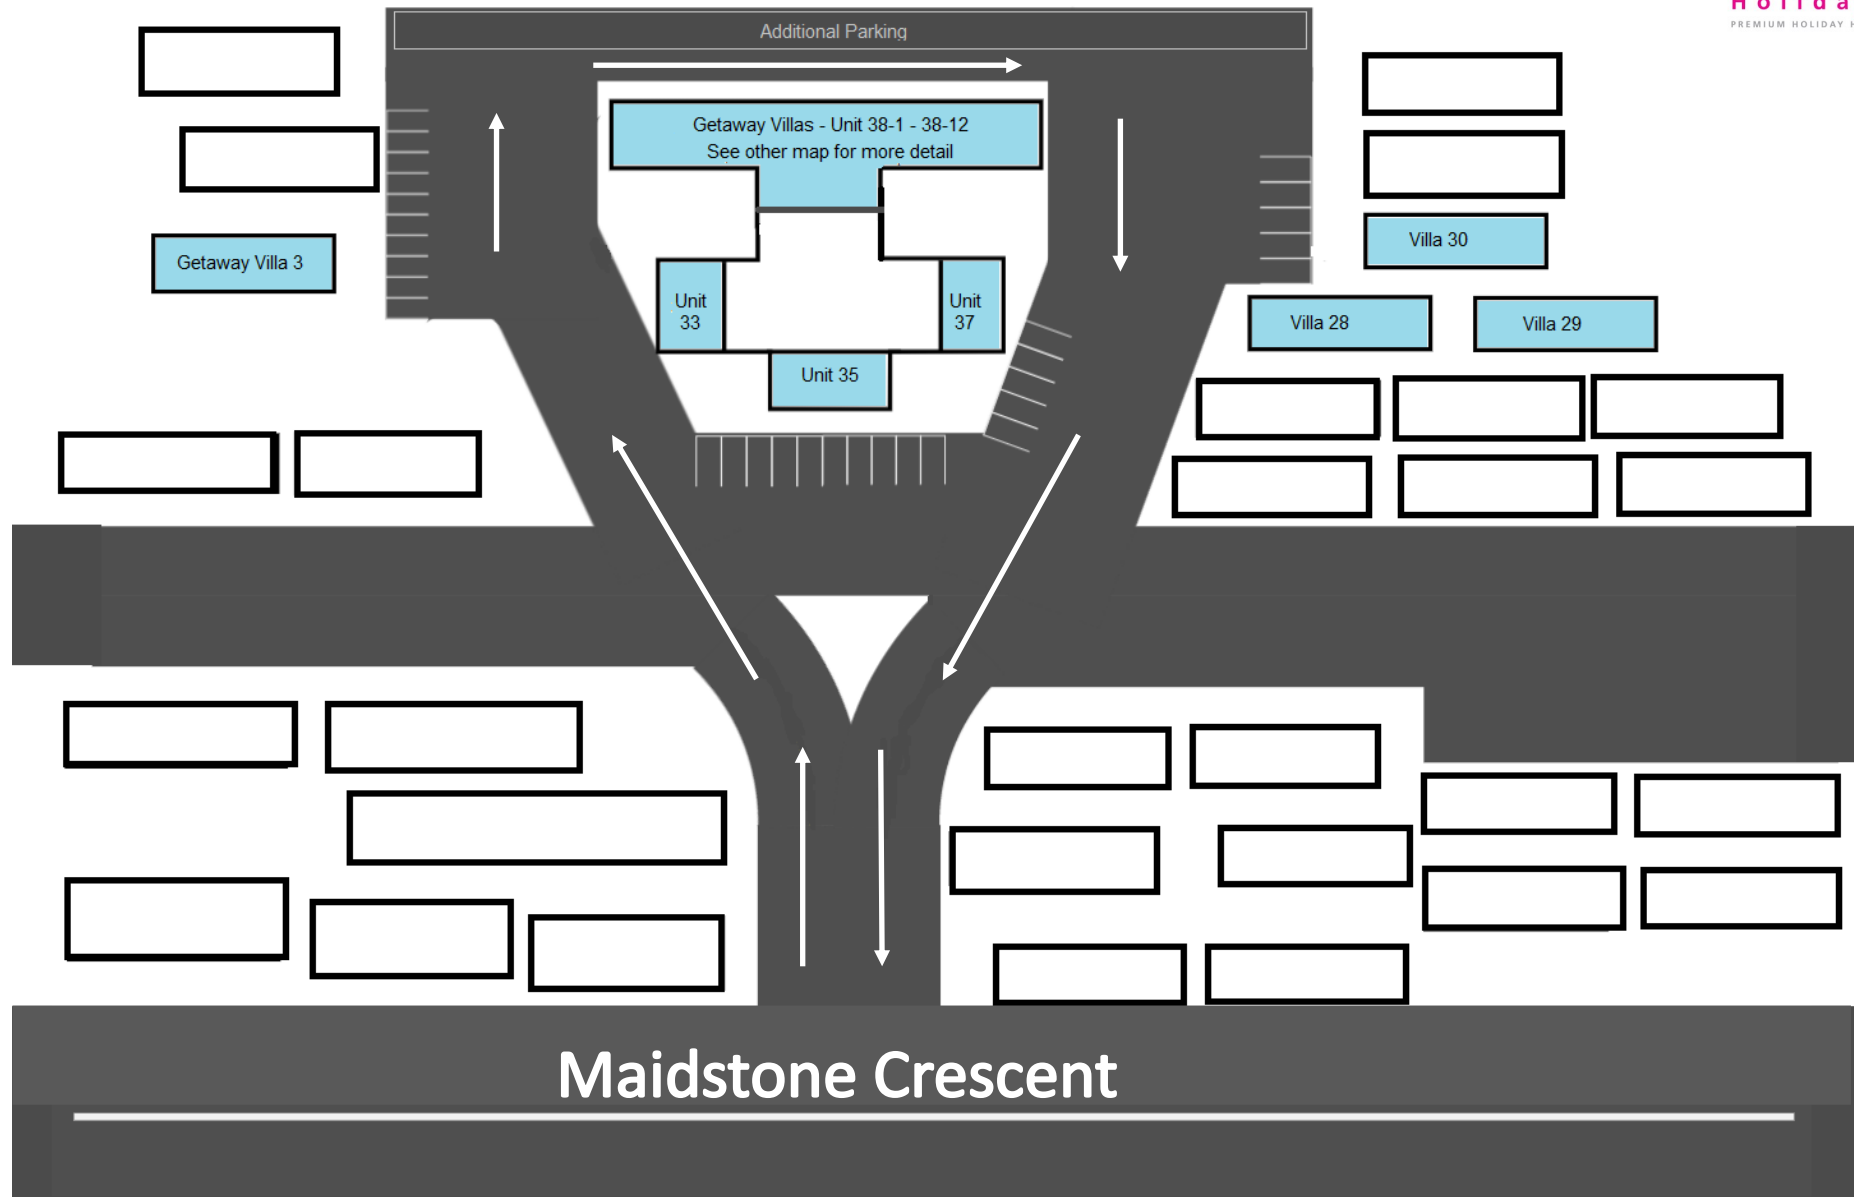 PREMIUM HOLIDAY
Additional Parking
Getaway Villas - Unit 38-1 - 38-12
See other map for more detail
Getaway Villa 3
Villa 30
Unit
33
Unit
37
Villa 28
Villa 29
Unit 35
Maidstone Crescent